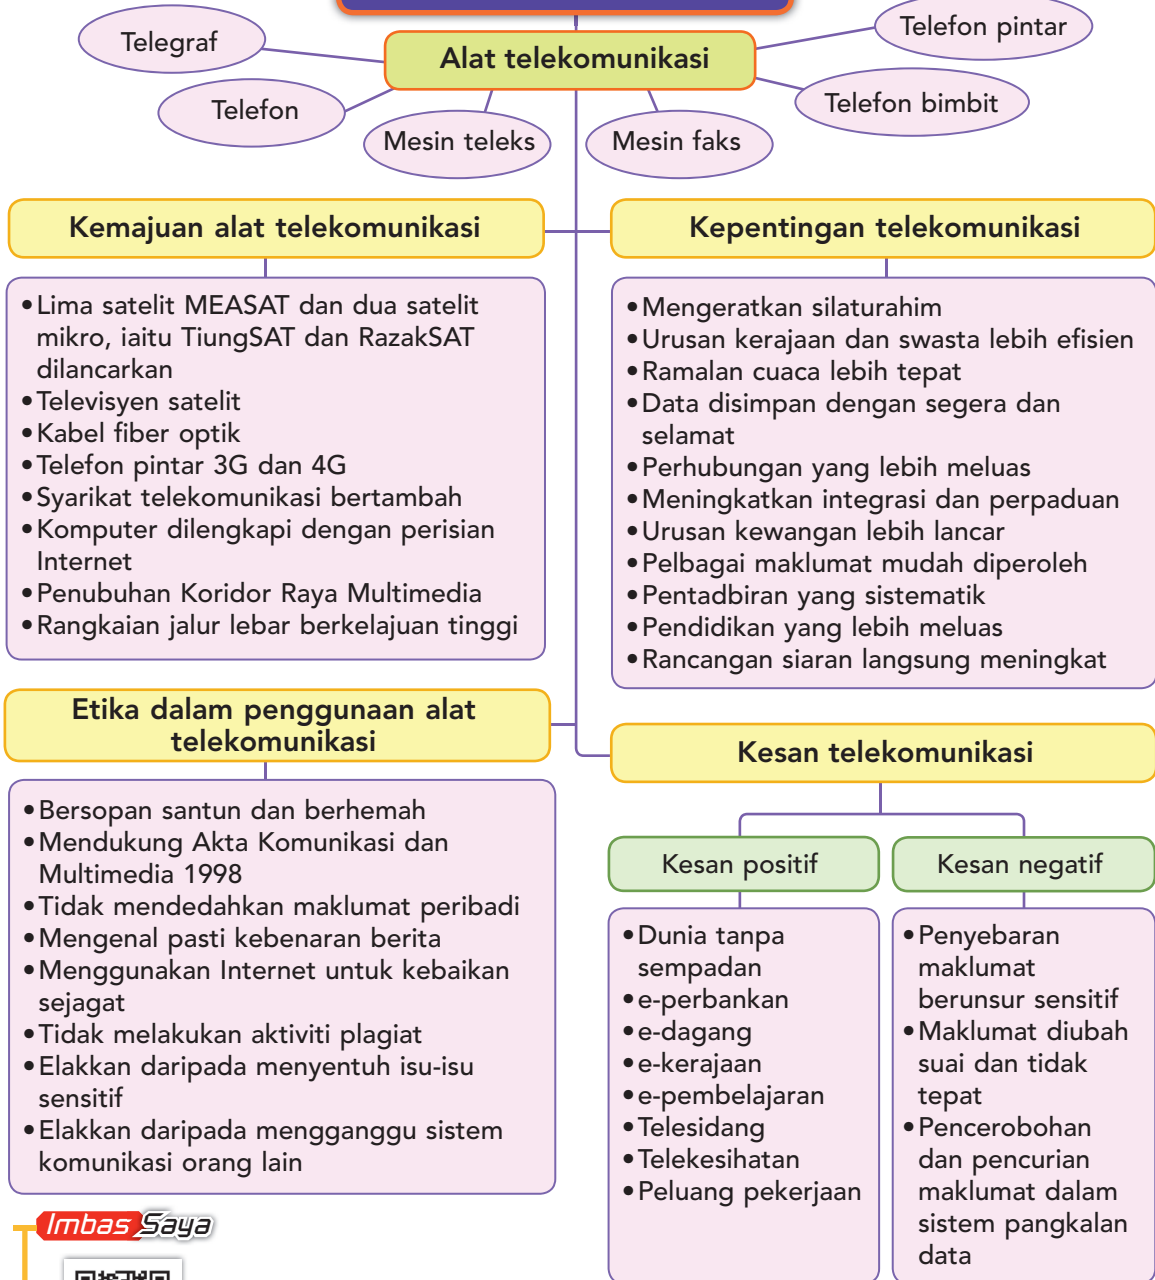 Telegraf
Alat telekomunikasi
Telefon pintar
Telefon
Telefon bimbit
Mesin teleks
Mesin faks
Kemajuan alat telekomunikasi
•Lima satelit MEASAT dan dua satelit
mikro, iaitu TiungSAT dan RazakSAT
dilancarkan
•Televisyen satelit
•Kabel fiber optik
•Telefon pintar 3G dan 4G
•Syarikat telekomunikasi bertambah
•Komputer dilengkapi dengan perisian
Internet
•Penubuhan Koridor Raya Multimedia
•Rangkaian jalur lebar berkelajuan tinggi
Kepentingan telekomunikasi
•Mengeratkan silaturahim
•Urusan kerajaan dan swasta lebih efisien
•Ramalan cuaca lebih tepat
•Data disimpan dengan segera dan
selamat
•Perhubungan yang lebih meluas
•Meningkatkan integrasi dan perpaduan
•Urusan kewangan lebih lancar
•Pelbagai maklumat mudah diperoleh
•Pentadbiran yang sistematik
•Pendidikan yang lebih meluas
•Rancangan siaran langsung meningkat
Etika dalam penggunaan alat
telekomunikasi
•Bersopan santun dan berhemah
•Mendukung Akta Komunikasi dan
Multimedia 1998
•Tidak mendedahkan maklumat peribadi
•Mengenal pasti kebenaran berita
•Menggunakan Internet untuk kebaikan
sejagat
•Tidak melakukan aktiviti plagiat
•Elakkan daripada menyentuh isu-isu
sensitif
•Elakkan daripada mengganggu sistem
komunikasi orang lain
Kesan telekomunikasi
Kesan positif
•Dunia tanpa
sempadan
•e-perbankan
•e-dagang
•e-kerajaan
•e-pembelajaran
•Telesidang
•Telekesihatan
•Peluang pekerjaan
Kesan negatif
•Penyebaran
maklumat
berunsur sensitif
•Maklumat diubah
suai dan tidak
tepat
•Pencerobohan
dan pencurian
maklumat dalam
sistem pangkalan
data
Imbas Saya